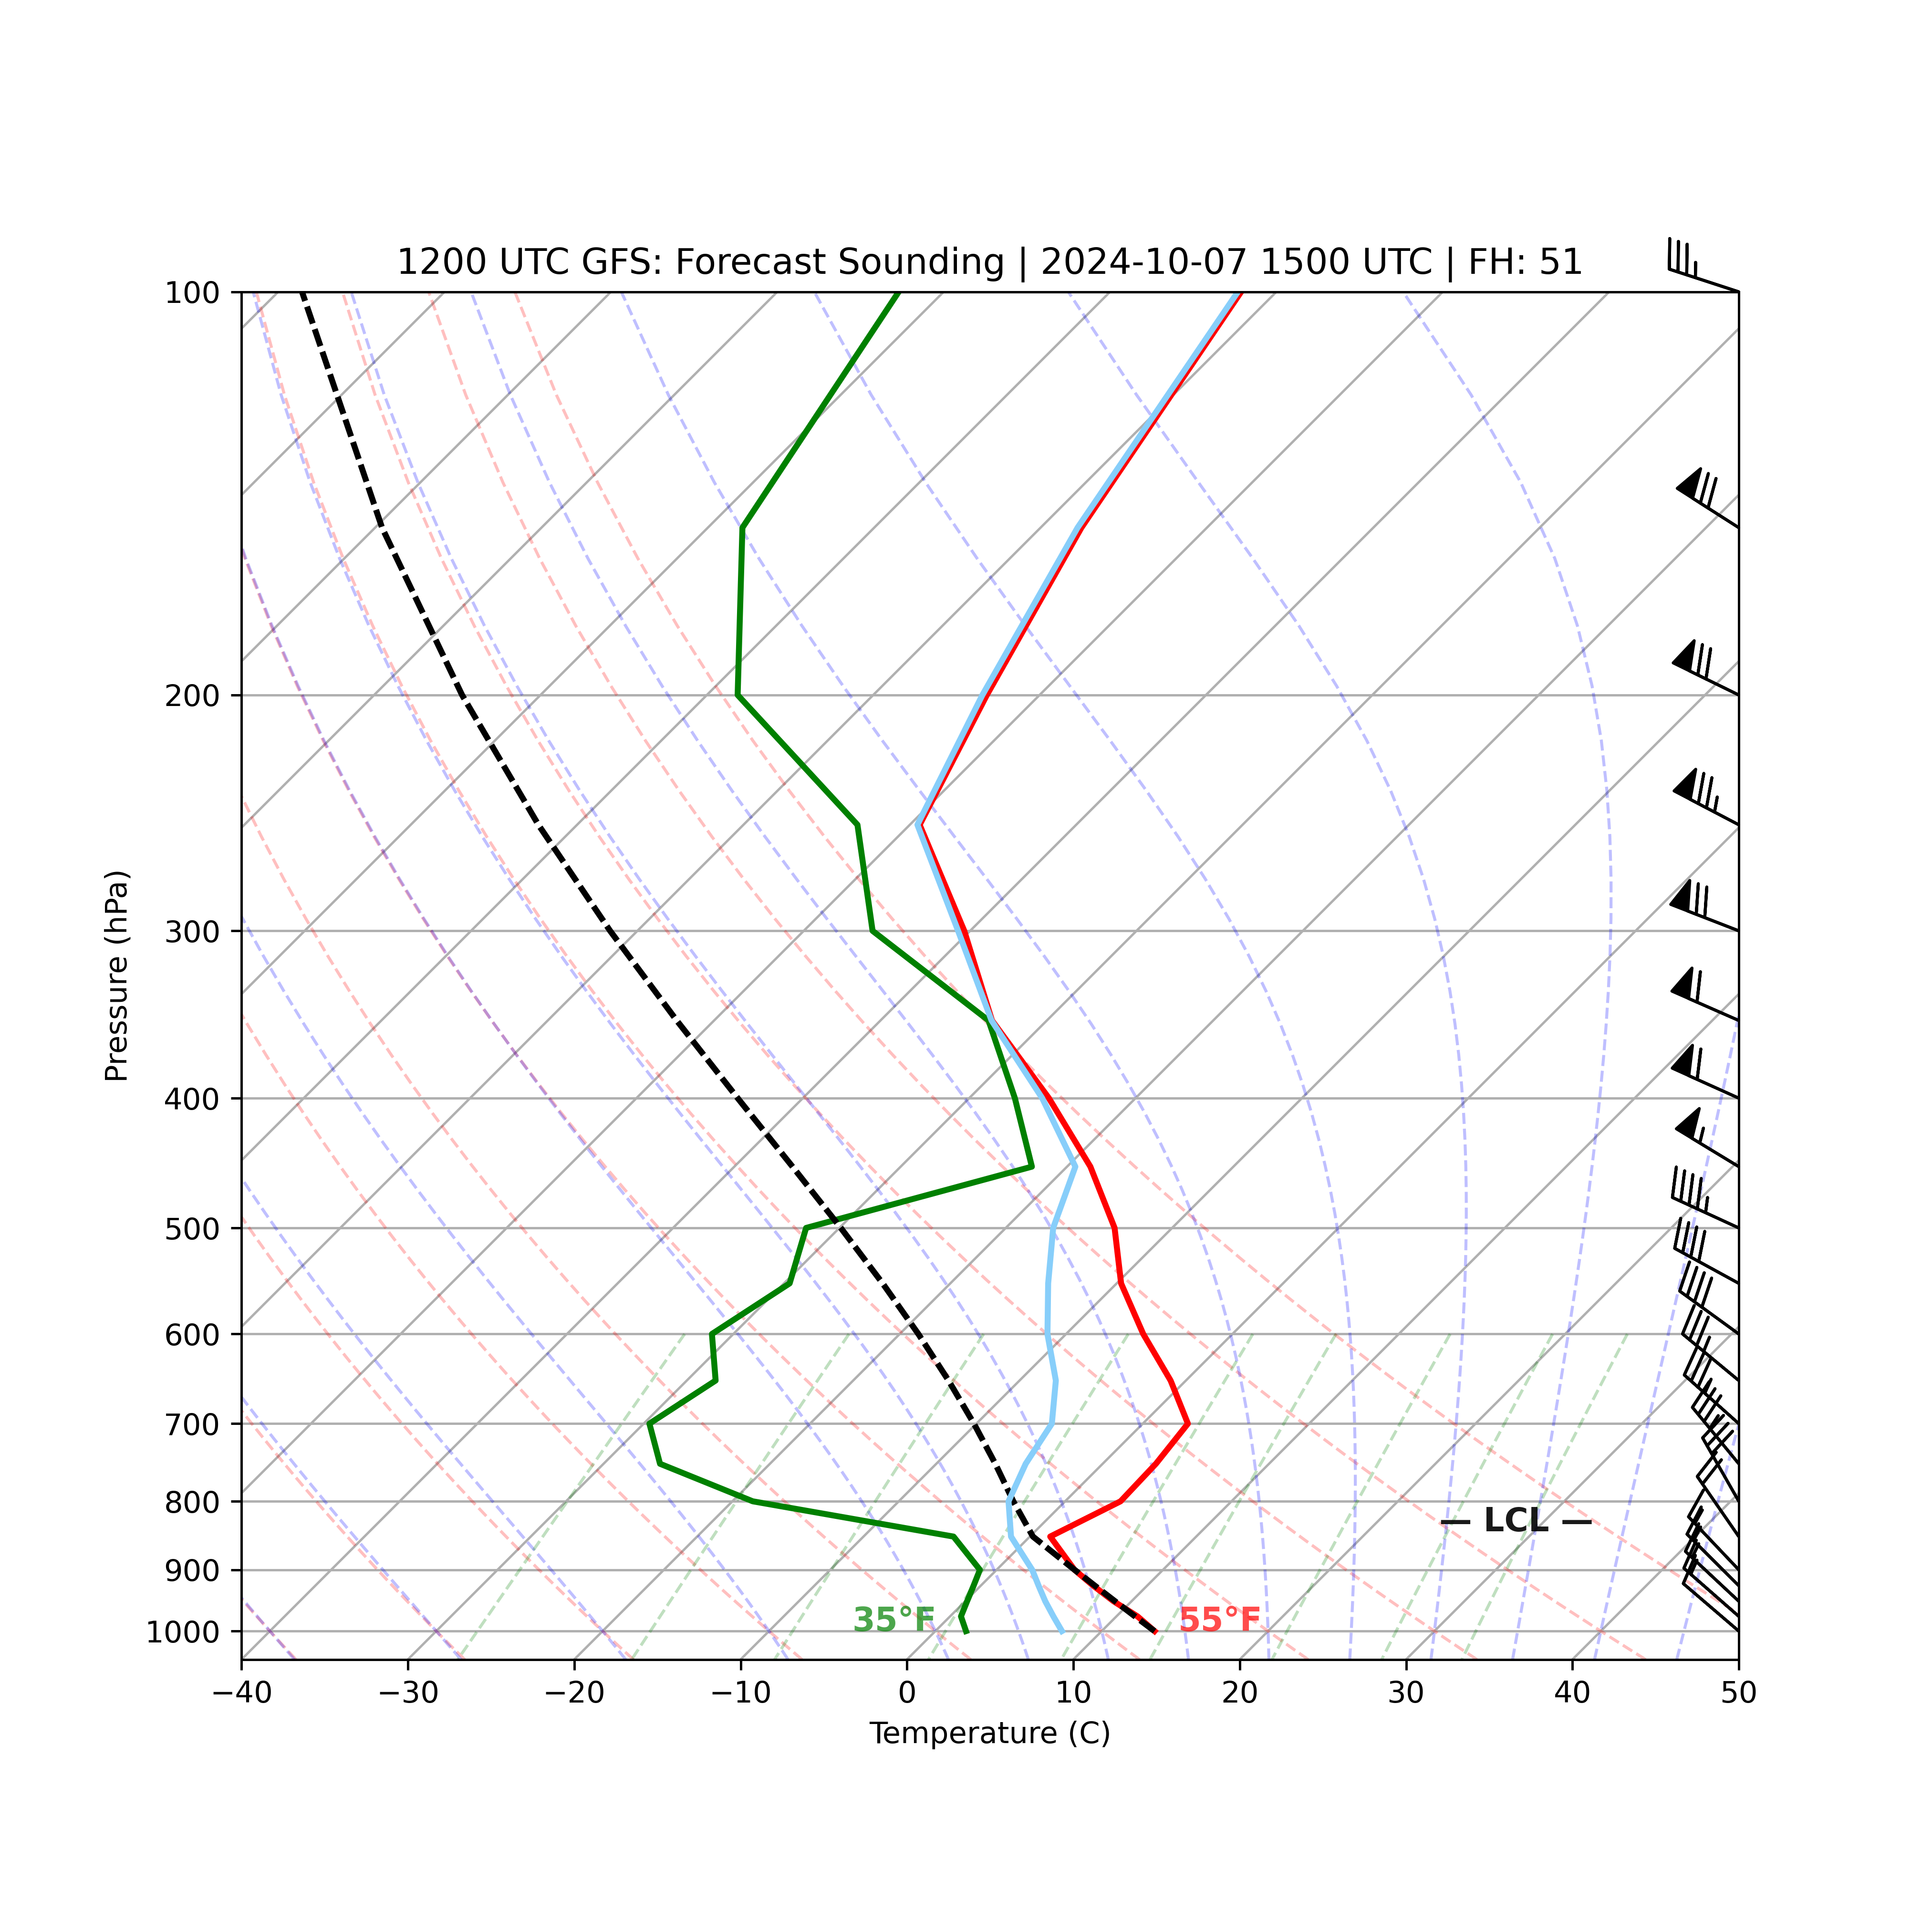 1200 UTC GFS: Forecast Sounding | 2024-10-07 1500 UTC | FH: 51
100
200
300
400
500
600
700
800
900
1000
Pressure (hPa)
— LCL —
35°F
55°F
−40 −30 −20 −10 0 10 20 30 40 50
Temperature (C)